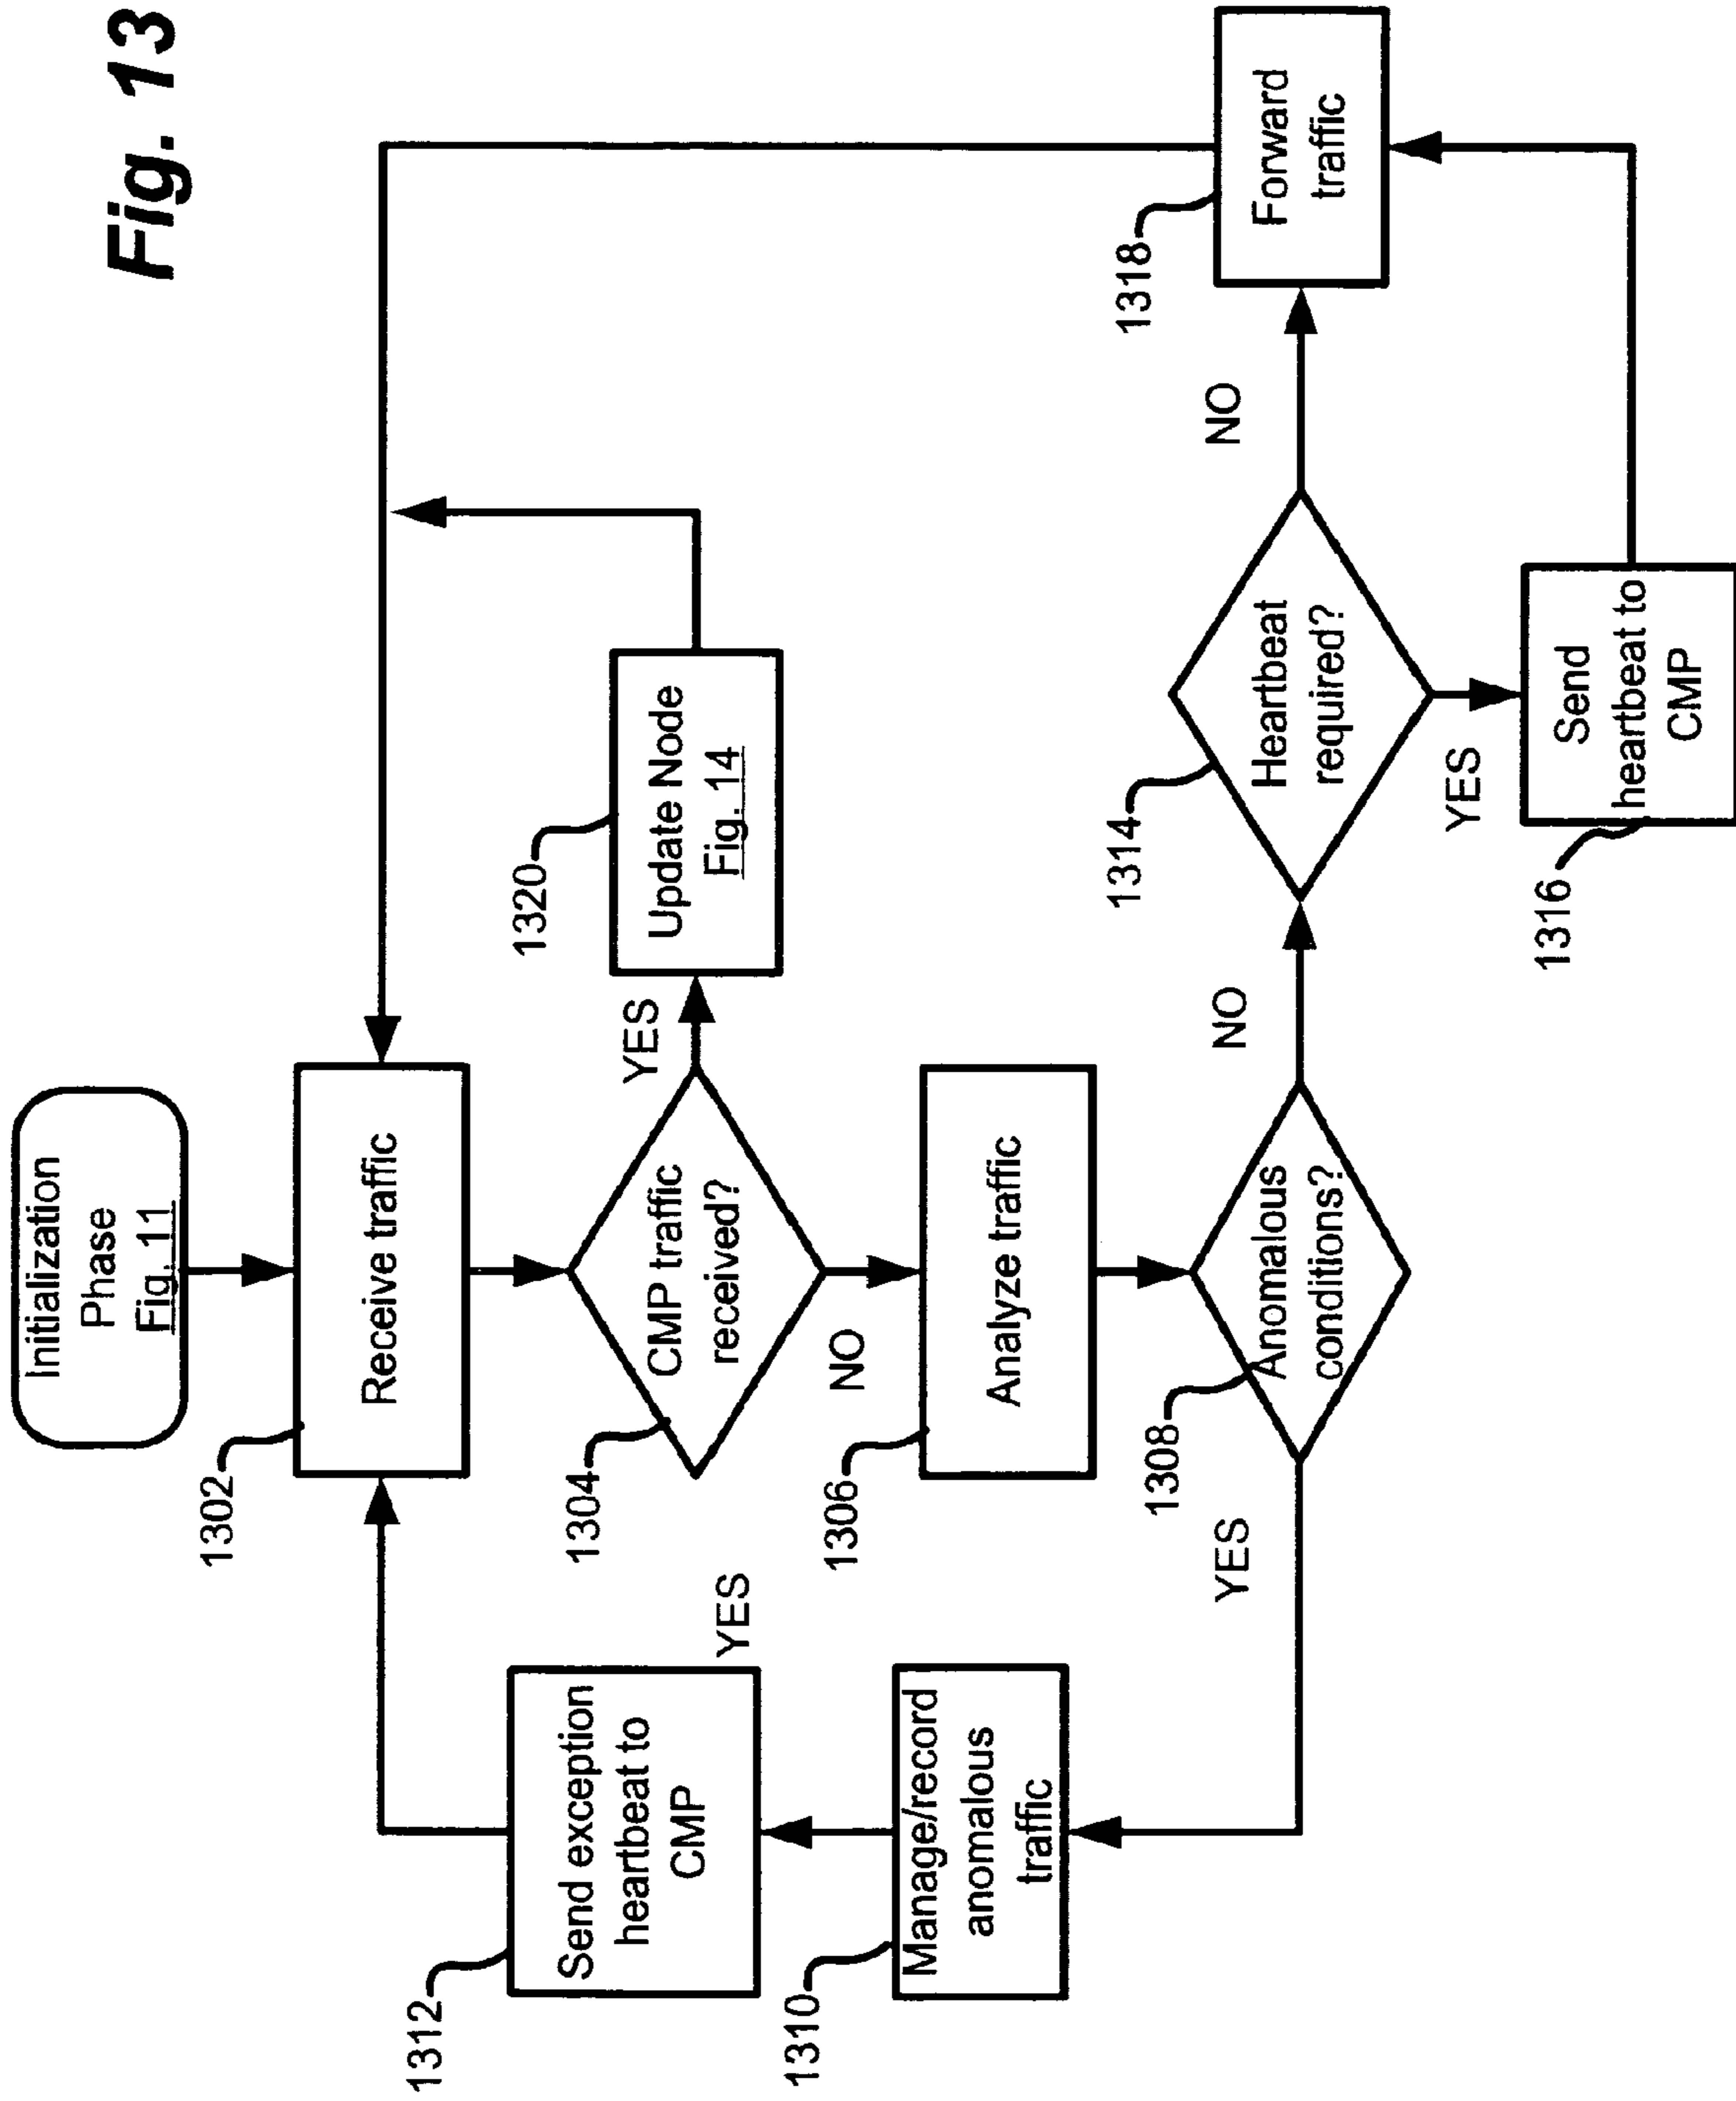 Fig. 13
Initialization
Phase
Fig. 11
1302
Receive traffic
1304
CMP traffic
received?
YES
NO
1320
Update Node
Fig. 14
1306
Analyze traffic
1308
Anomalous
conditions?
YES
NO
1310
Manage/record
anomalous
traffic
1312
Send exception
heartbeat to
CMP
YES
1314
Heartbeat
required?
NO
YES
1316
Send
heartbeat to
CMP
1318
Forward
traffic